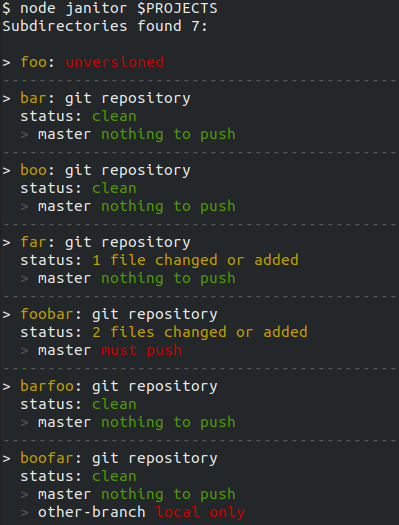 $ node janitor $PROJECTS
Subdirectories found 7:
> foo: unversioned
--------------------------------------------
> bar: git repository
status: clean
> master nothing to push
--------------------------------------------
> boo: git repository
status: clean
> master nothing to push
--------------------------------------------
> far: git repository
status: 1 file changed or added
> master nothing to push
--------------------------------------------
> foobar: git repository
status: 2 files changed or added
> master must push
--------------------------------------------
> barfoo: git repository
status: clean
> master nothing to push
--------------------------------------------
> boofar: git repository
status: clean
> master nothing to push
> other-branch local only